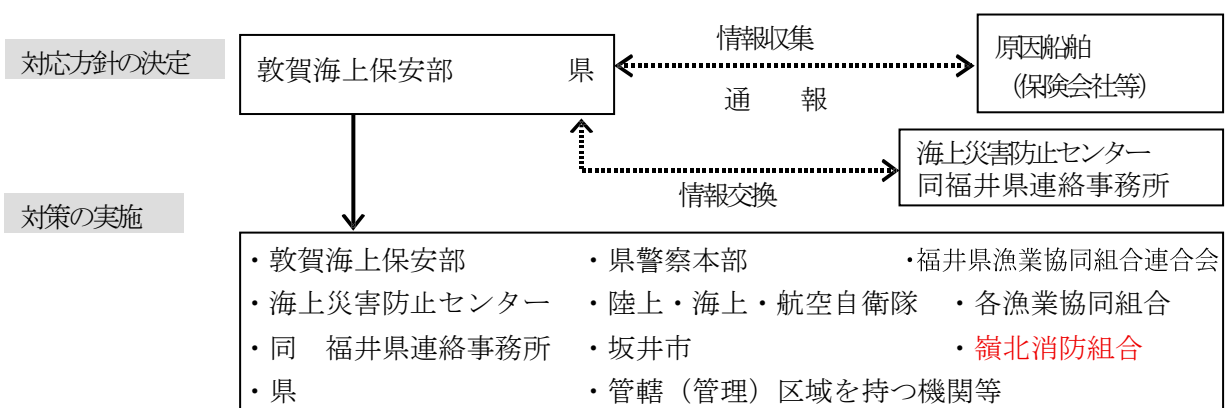 対応方針の決定
敦賀海上保安部　　　　県
情報収集
通　報
原因船舶
(保険会社等)
海上災害防止センター
同福井県連絡事務所
情報交換
対策の実施
・敦賀海上保安部　・県警察本部　・福井県漁業協同組合連合会
・海上災害防止センター　・陸上・海上・航空自衛隊　・各漁業協同組合
・同　福井県連絡事務所　・坂井市　・嶺北消防組合
・県　・管轄（管理）区域を持つ機関等